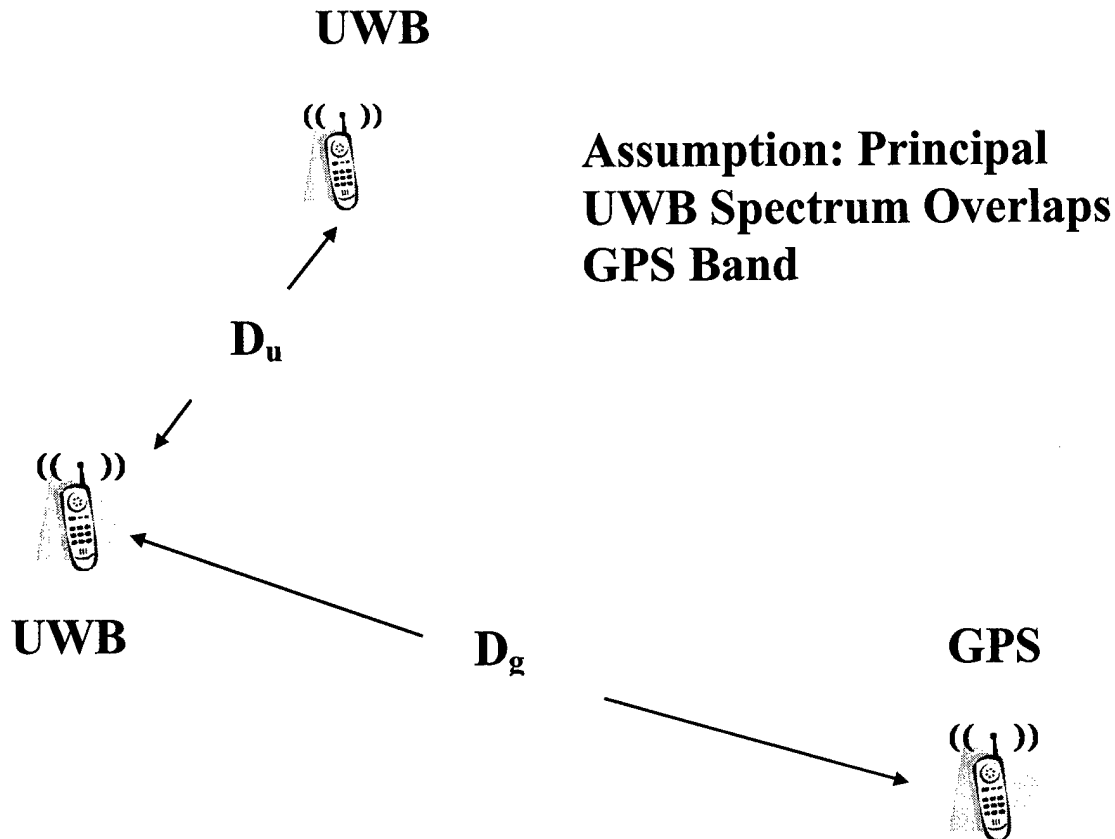 UWB
Assumption: Principal
UWB Spectrum Overlaps
GPS Band
Du
UWB
Dg
GPS